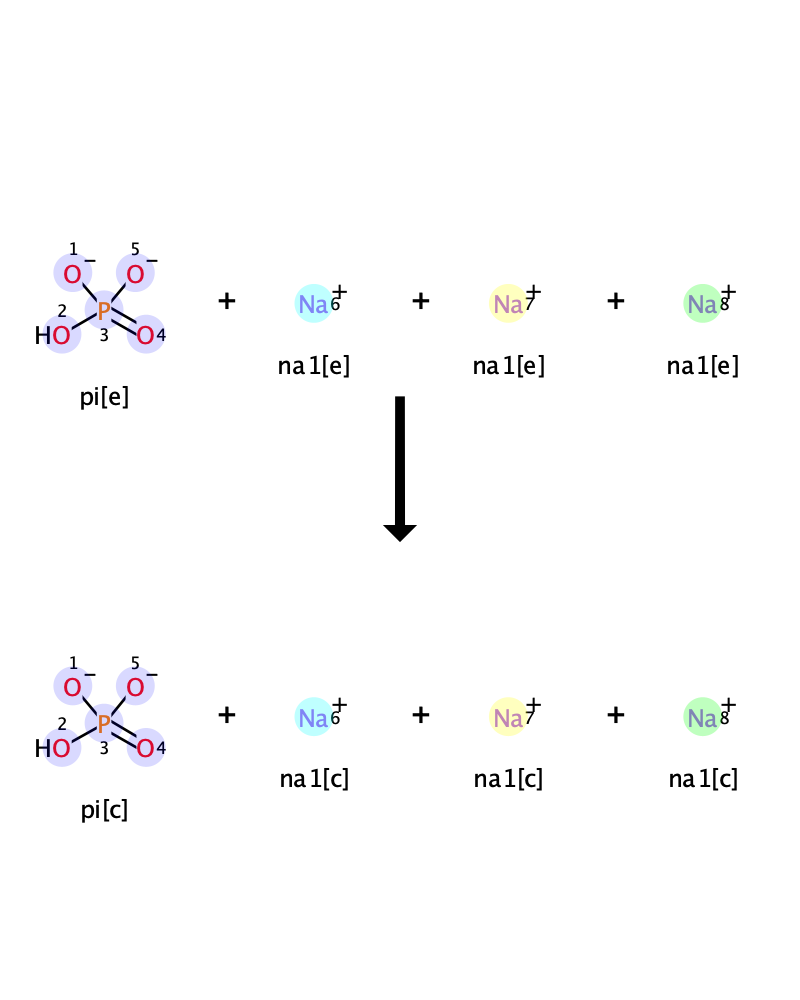 1 − 5 −
O O
2 P + Na6+ + Na7+ + Na8+
HO 3 O4
na1[e] na1[e] na1[e]
pi[e]
1 − 5 −
O O
2 P + Na6+ + Na7+ + Na8+
HO 3 O4
na1[c] na1[c] na1[c]
pi[c]